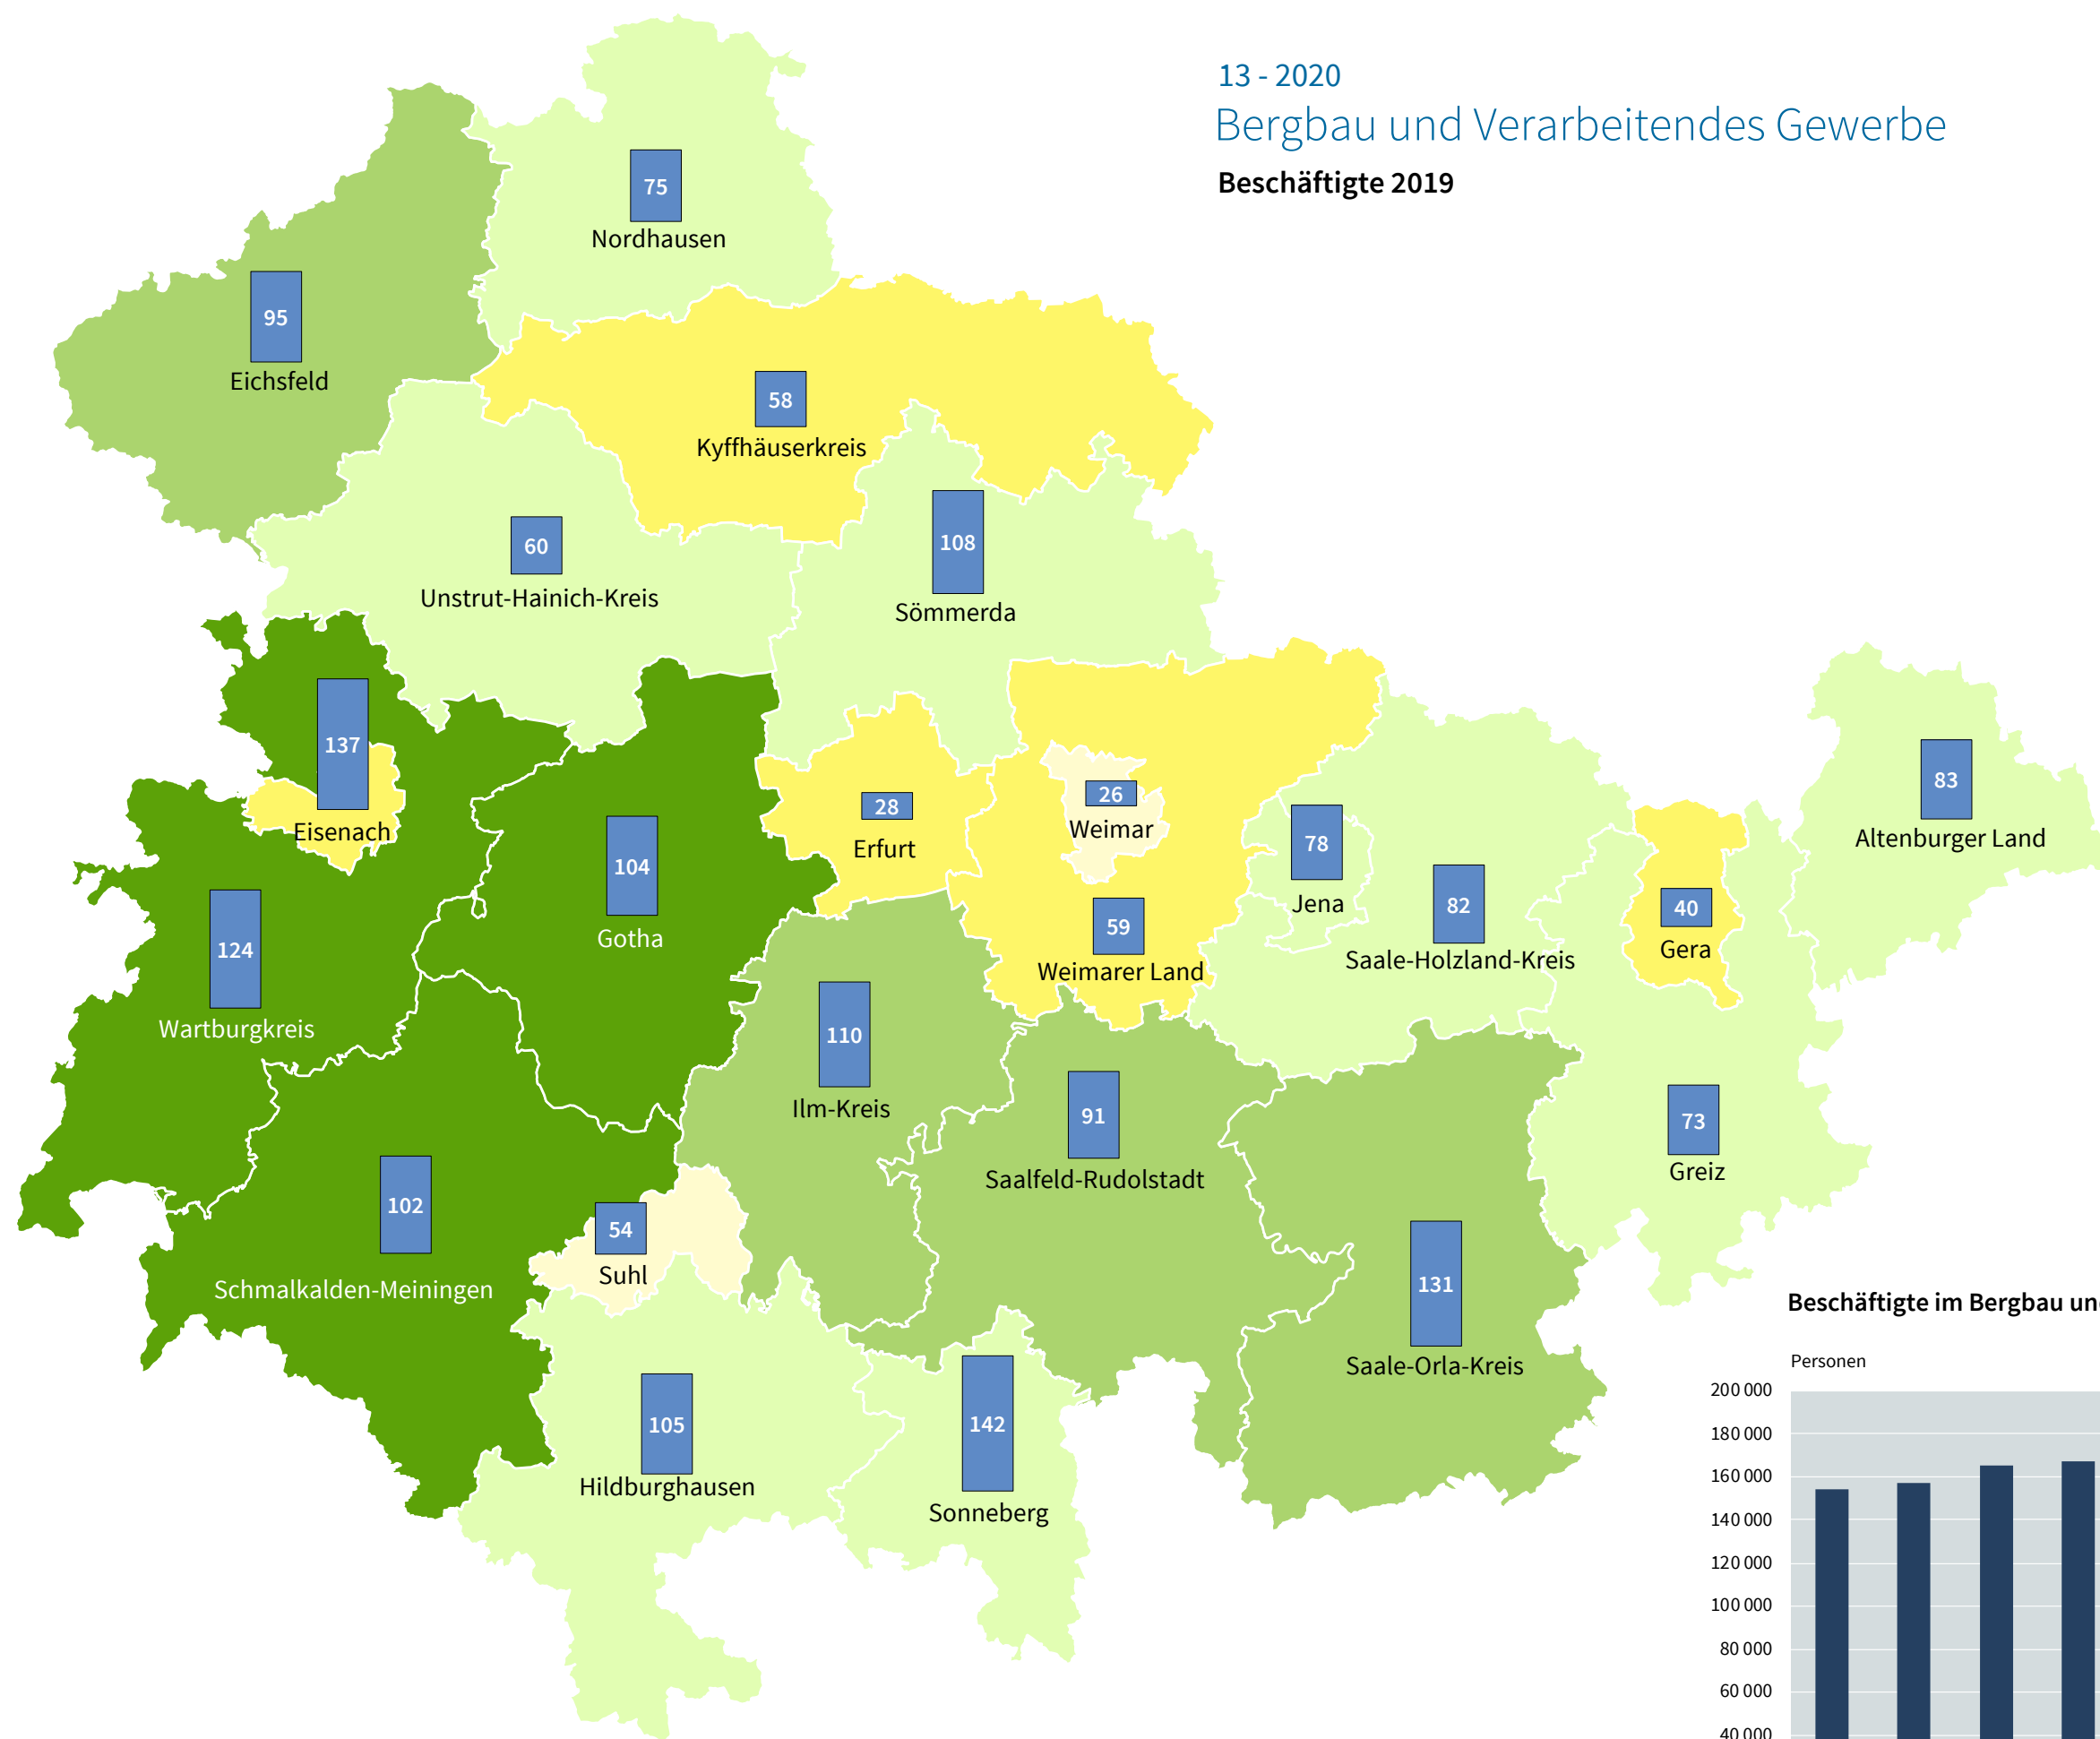 13 - 2020
Bergbau und Verarbeitendes Gewerbe
Beschäftigte 2019
75
Nordhausen
95
Eichsfeld
58
Kyffhäuserkreis
60
Unstrut-Hainich-Kreis
108
Sömmerda
137
Eisenach
104
Gotha
28
Erfurt
26
Weimar
59
Weimarer Land
78
Jena
82
Saale-Holzland-Kreis
40
Gera
83
Altenburger Land
124
Wartburgkreis
110
Ilm-Kreis
91
Saalfeld-Rudolstadt
73
Greiz
102
Schmalkalden-Meiningen
54
Suhl
131
Saale-Orla-Kreis
105
Hildburghausen
142
Sonneberg
Beschäftigte im Bergbau un
Personen
200 000
180 000
160 000
140 000
120 000
100 000
80 000
60 000
40 000